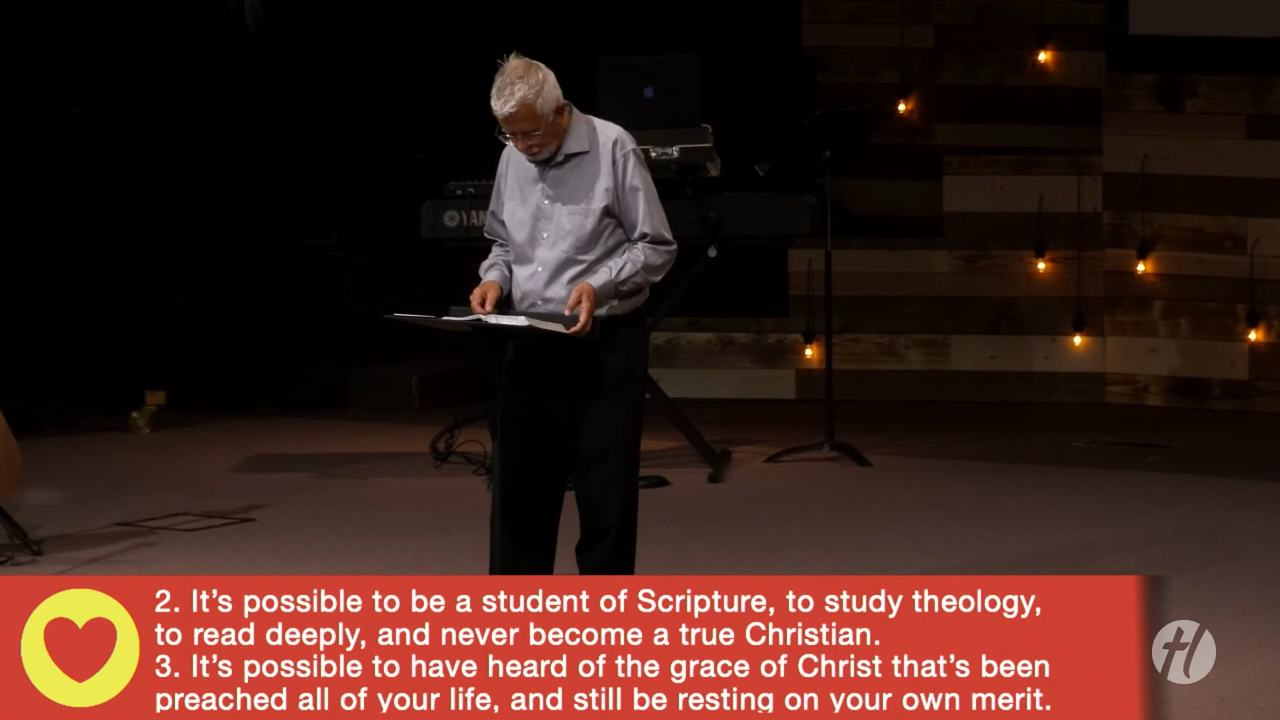 YAM
2. It's possible to be a student of Scripture, to study theology,
to read deeply, and never become a true Christian.
3. It's possible to have heard of the grace of Christ that's been
preached all of your life, and still be resting on your own merit.